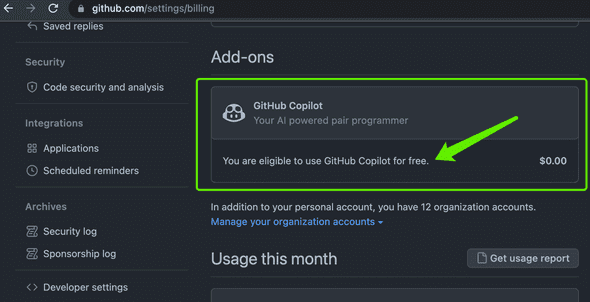 github.com/settings/billing
Saved replies
Security
Code security and analysis
Integrations
Applications
Scheduled reminders
Archives
Security log
Sponsorship log
Developer settings
Add-ons
GitHub Copilot
Your AI powered pair programmer
You are eligible to use GitHub Copilot for free. $0.00
In addition to your personal account, you have 12 organization accounts.
Manage your organization accounts
Usage this month
Get usage report